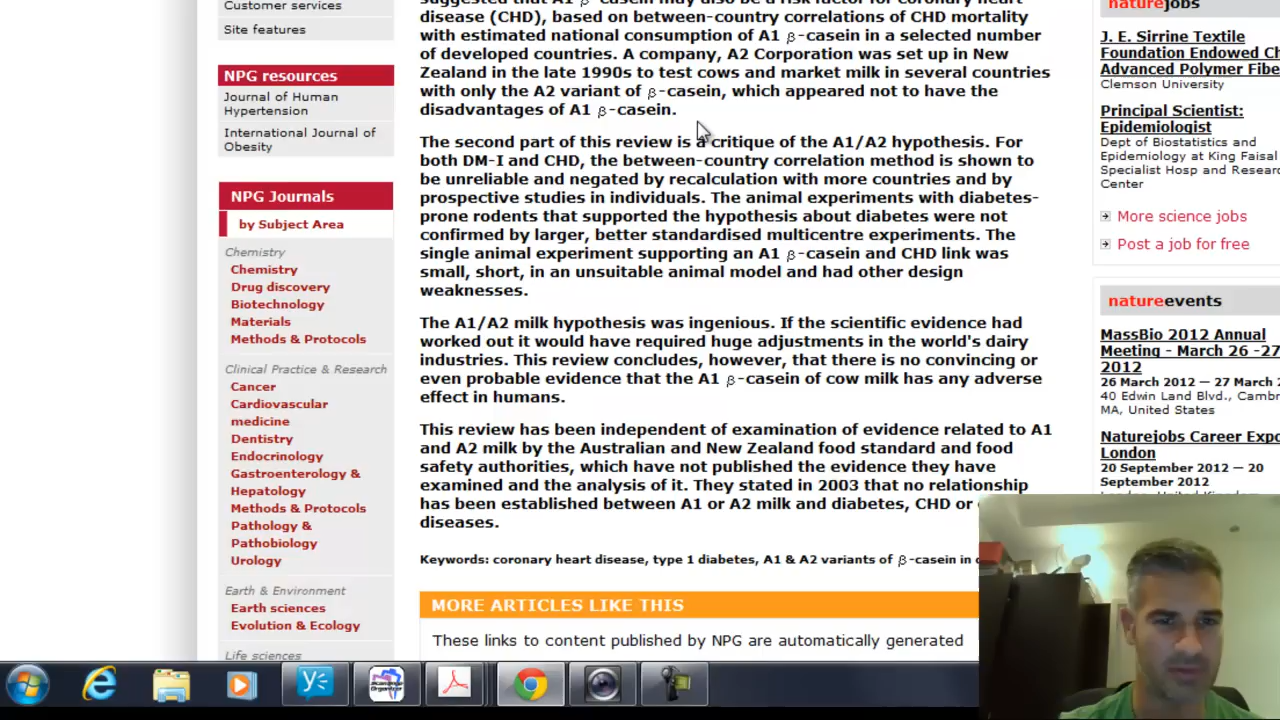 Customer services
Site features
NPG resources
Journal of Human
Hypertension
International Journal of
Obesity
NPG Journals
by Subject Area
Chemistry
Chemistry
Drug discovery
Biotechnology
Materials
Methods & Protocols
Clinical Practice & Research
Cancer
Cardiovascular
medicine
Dentistry
Endocrinology
Gastroenterology &
Hepatology
Methods & Protocols
Pathology &
Pathobiology
Urology
Earth & Environment
Earth sciences
Evolution & Ecology
Life sciences
suggested that A1 β-casein may also be a risk factor for coronary heart
disease (CHD), based on between-country correlations of CHD mortality
with estimated national consumption of A1 β-casein in a selected number
of developed countries. A company, A2 Corporation was set up in New
Zealand in the late 1990s to test cows and market milk in several countries
with only the A2 variant of β-casein, which appeared not to have the
disadvantages of A1 β-casein.
The second part of this review is a critique of the A1/A2 hypothesis. For
both DM-I and CHD, the between-country correlation method is shown to
be unreliable and negated by recalculation with more countries and by
prospective studies in individuals. The animal experiments with diabetes-
prone rodents that supported the hypothesis about diabetes were not
confirmed by larger, better standardised multicentre experiments. The
single animal experiment supporting an A1 β-casein and CHD link was
small, short, in an unsuitable animal model and had other design
weaknesses.
The A1/A2 milk hypothesis was ingenious. If the scientific evidence had
worked out it would have required huge adjustments in the world's dairy
industries. This review concludes, however, that there is no convincing or
even probable evidence that the A1 β-casein of cow milk has any adverse
effect in humans.
This review has been independent of examination of evidence related to A1
and A2 milk by the Australian and New Zealand food standard and food
safety authorities, which have not published the evidence they have
examined and the analysis of it. They stated in 2003 that no relationship
has been established between A1 or A2 milk and diabetes, CHD or
diseases.
Keywords: coronary heart disease, type 1 diabetes, A1 & A2 variants of β-casein in
MORE ARTICLES LIKE THIS
These links to content published by NPG are automatically generated
naturejobs
J. E. Sirrine Textile
Foundation Endowed Ch
Advanced Polymer Fibe
Clemson University
Principal Scientist:
Epidemiologist
Dept of Biostatistics and
Epidemiology at King Faisal
Specialist Hosp and Resear
Center
More science jobs
Post a job for free
natureevents
MassBio 2012 Annual
Meeting - March 26 -27
2012
26 March 2012 — 27 March 2
40 Edwin Land Blvd., Camb
MA, United States
Naturejobs Career Expo
London
20 September 2012 — 20
September 2012